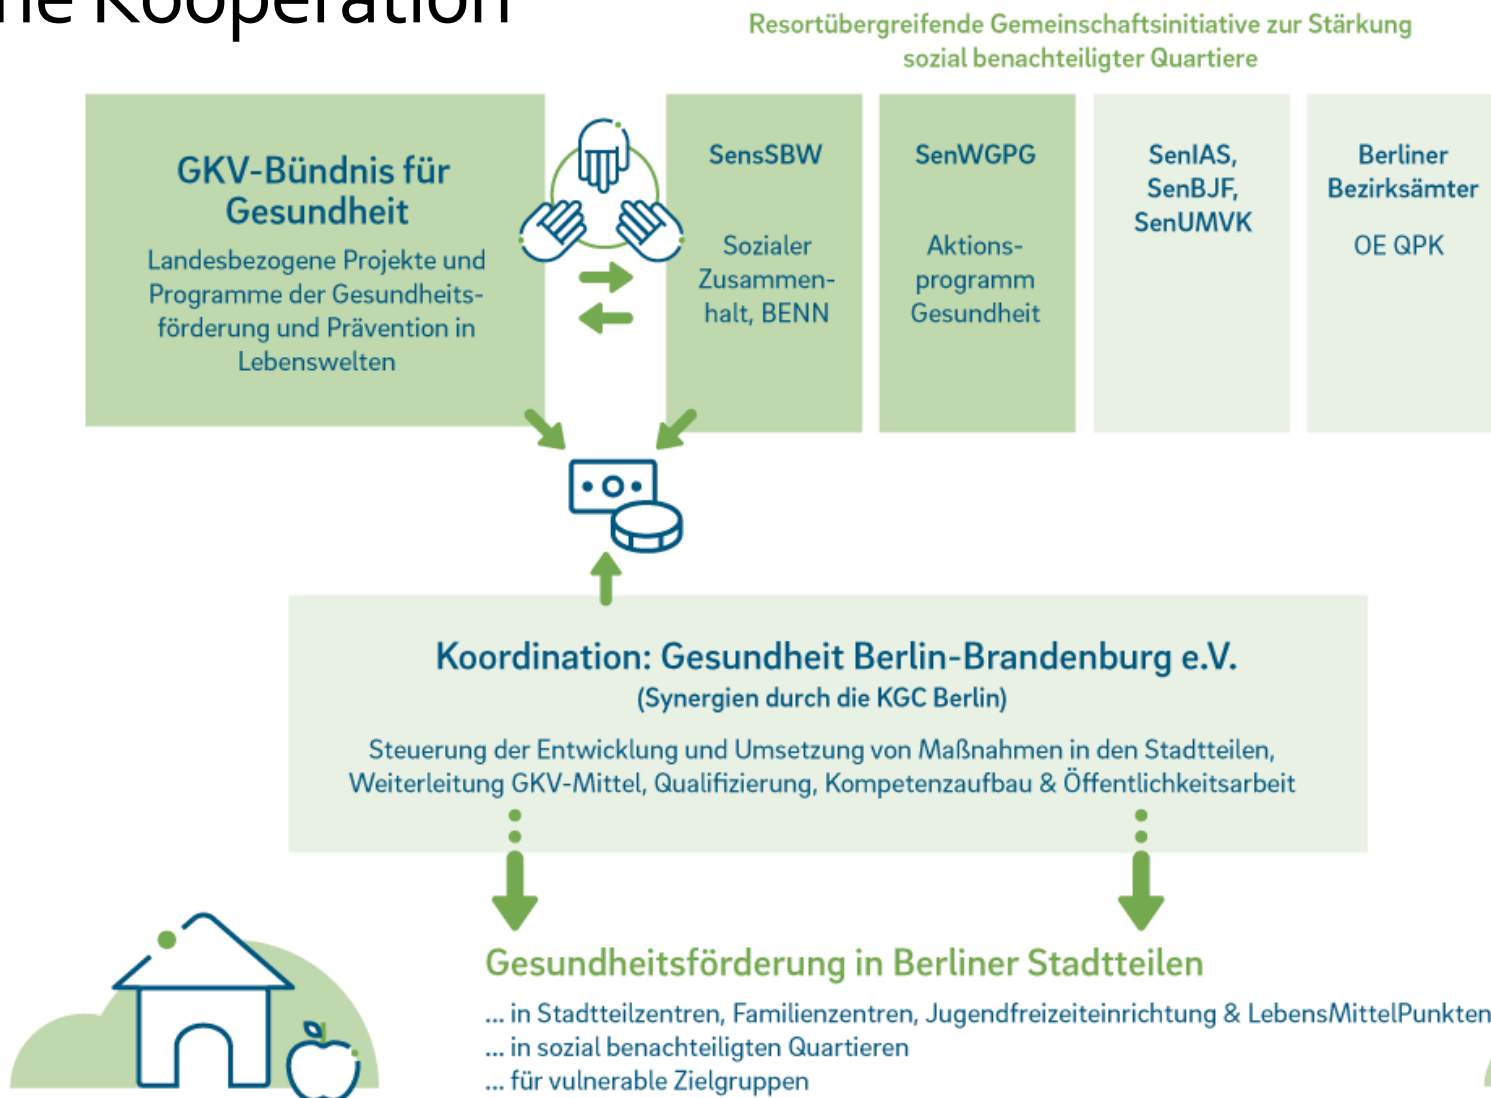 ne Kooperation
Resortübergreifende Gemeinschaftsinitiative zur Stärkung
sozial benachteiligter Quartiere
GKV-Bündnis für
Gesundheit
Landesbezogene Projekte und
Programme der Gesundheits-
förderung und Prävention in
Lebenswelten
SensSBW
Sozialer
Zusammen-
halt, BENN
SenWGPG
Aktions-
programm
Gesundheit
SenIAS,
SenBJF,
SenUMVK
Berliner
Bezirksämter
OE QPK
Koordination: Gesundheit Berlin-Brandenburg e.V.
(Synergien durch die KGC Berlin)
Steuerung der Entwicklung und Umsetzung von Maßnahmen in den Stadtteilen,
Weiterleitung GKV-Mittel, Qualifizierung, Kompetenzaufbau & Öffentlichkeitsarbeit
Gesundheitsförderung in Berliner Stadtteilen
... in Stadtteilzentren, Familienzentren, Jugendfreizeiteinrichtung & LebensMittelPunkten
... in sozial benachteiligten Quartieren
... für vulnerable Zielgruppen